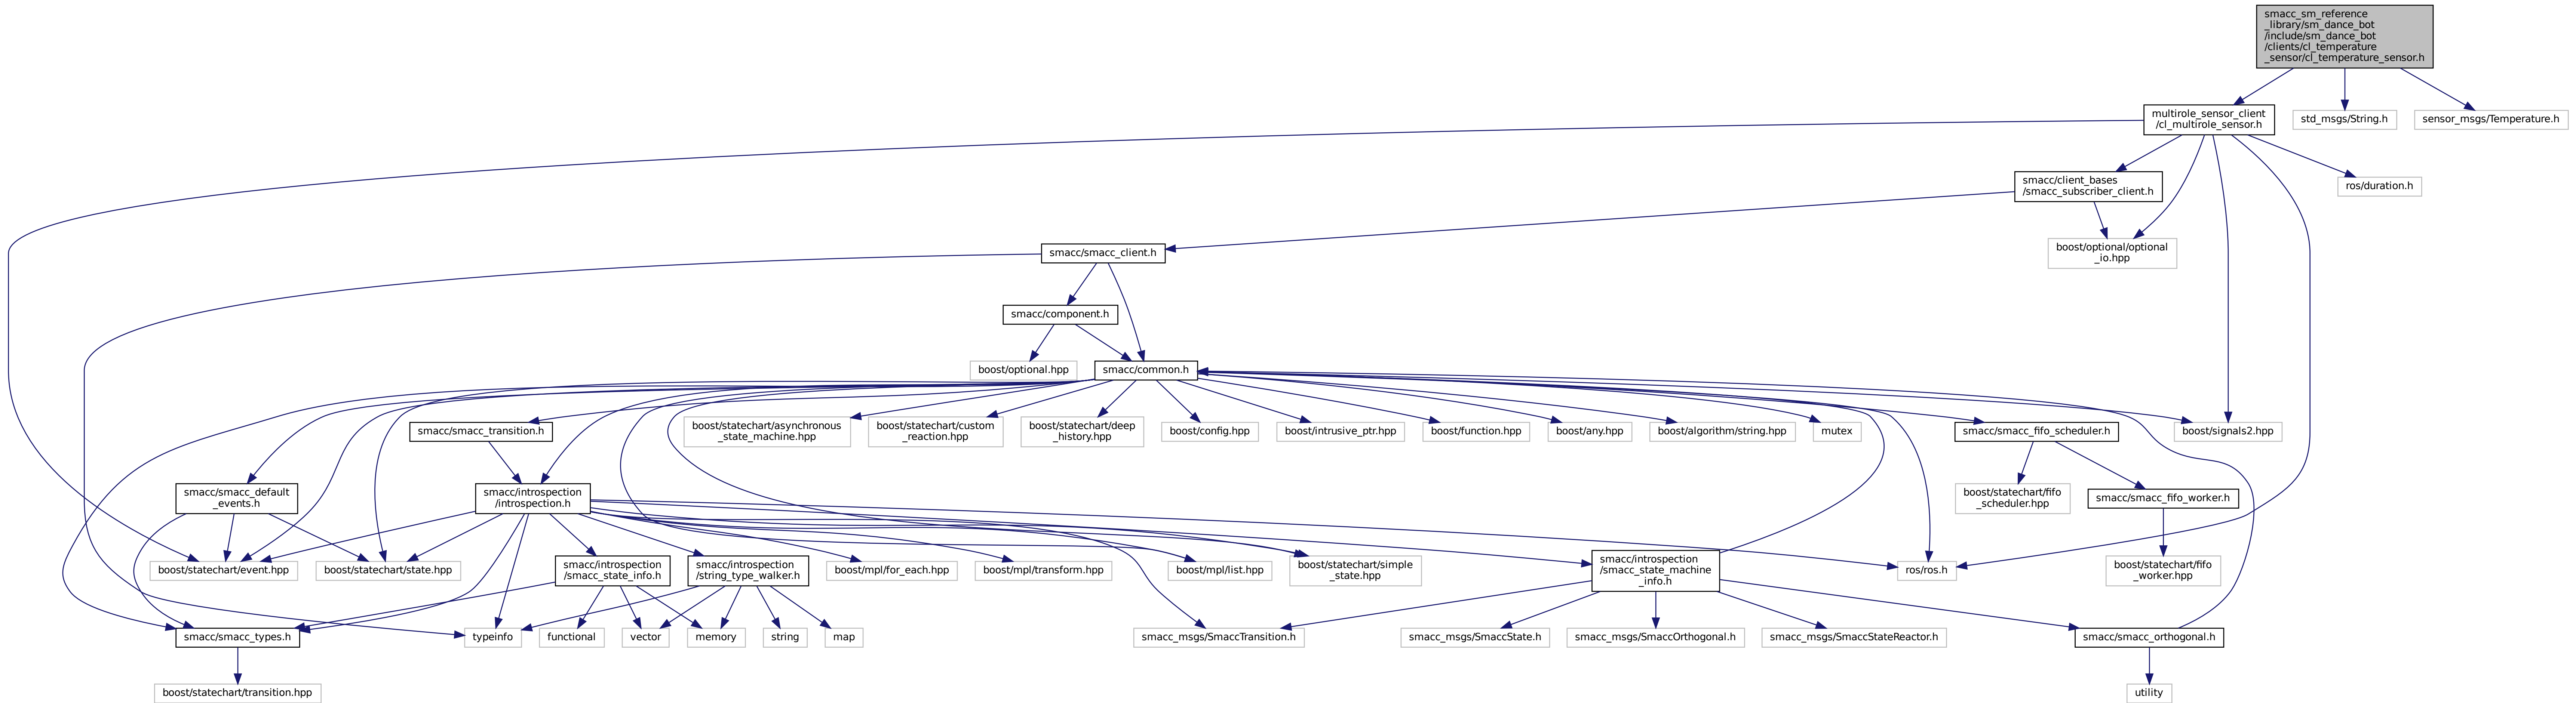 smacc_sm_reference
_library/sm_dance_bot
/include/sm_dance_bot
/clients/cl_temperature
_sensor/cl_temperature_sensor.h
multirole_sensor_client
/cl_multirole_sensor.h
std_msgs/String.h
sensor_msgs/Temperature.h
smacc/client_bases
/smacc_subscriber_client.h
ros/duration.h
smacc/smacc_client.h
boost/optional/optional
_io.hpp
smacc/component.h
boost/optional.hpp
smacc/common.h
smacc/smacc_transition.h
boost/statechart/asynchronous
_state_machine.hpp
boost/statechart/custom
_reaction.hpp
boost/statechart/deep
_history.hpp
boost/config.hpp
boost/intrusive_ptr.hpp
boost/function.hpp
boost/any.hpp
boost/algorithm/string.hpp
mutex
smacc/smacc_fifo_scheduler.h
boost/signals2.hpp
smacc/smacc_default
_events.h
smacc/introspection
/introspection.h
boost/statechart/fifo
_scheduler.hpp
smacc/smacc_fifo_worker.h
boost/statechart/event.hpp
boost/statechart/state.hpp
smacc/introspection
/smacc_state_info.h
smacc/introspection
/string_type_walker.h
boost/mpl/for_each.hpp
boost/mpl/transform.hpp
boost/mpl/list.hpp
boost/statechart/simple
_state.hpp
smacc/introspection
/smacc_state_machine
_info.h
ros/ros.h
boost/statechart/fifo
_worker.hpp
smacc/smacc_types.h
typeinfo
functional
vector
memory
string
map
smacc_msgs/SmaccTransition.h
smacc_msgs/SmaccState.h
smacc_msgs/SmaccOrthogonal.h
smacc_msgs/SmaccStateReactor.h
smacc/smacc_orthogonal.h
boost/statechart/transition.hpp
utility